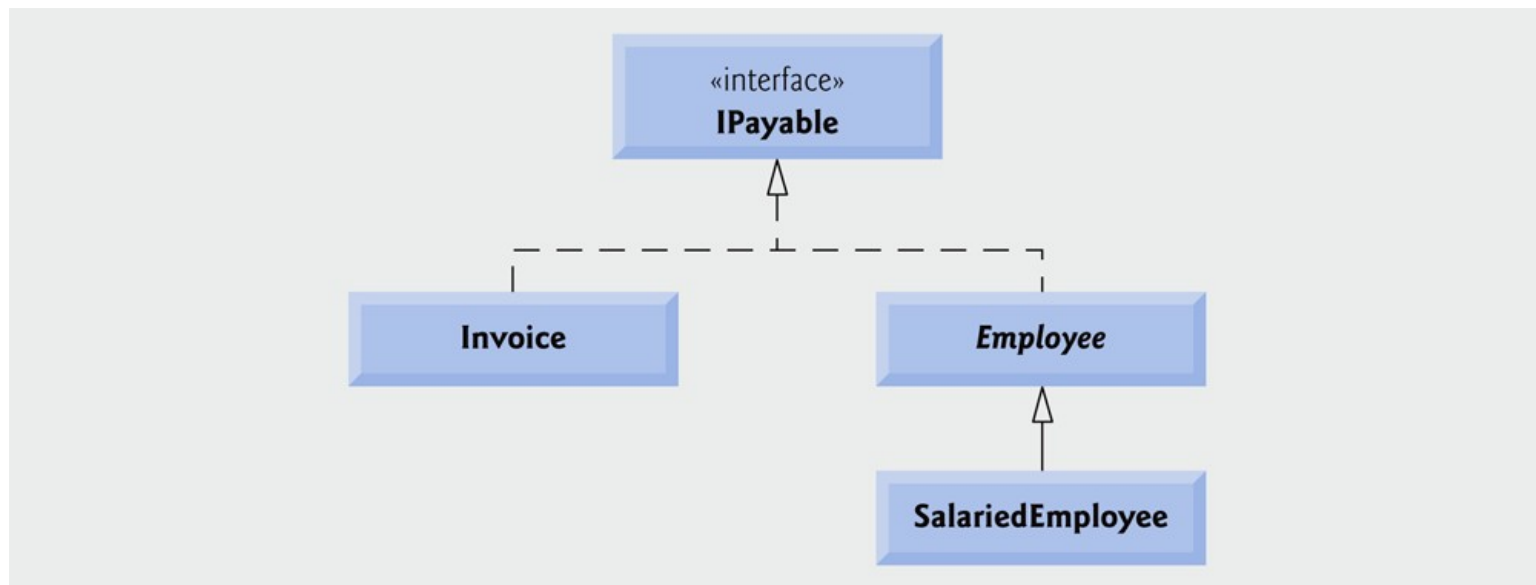 «interface»
IPayable
Invoice
Employee
SalariedEmployee